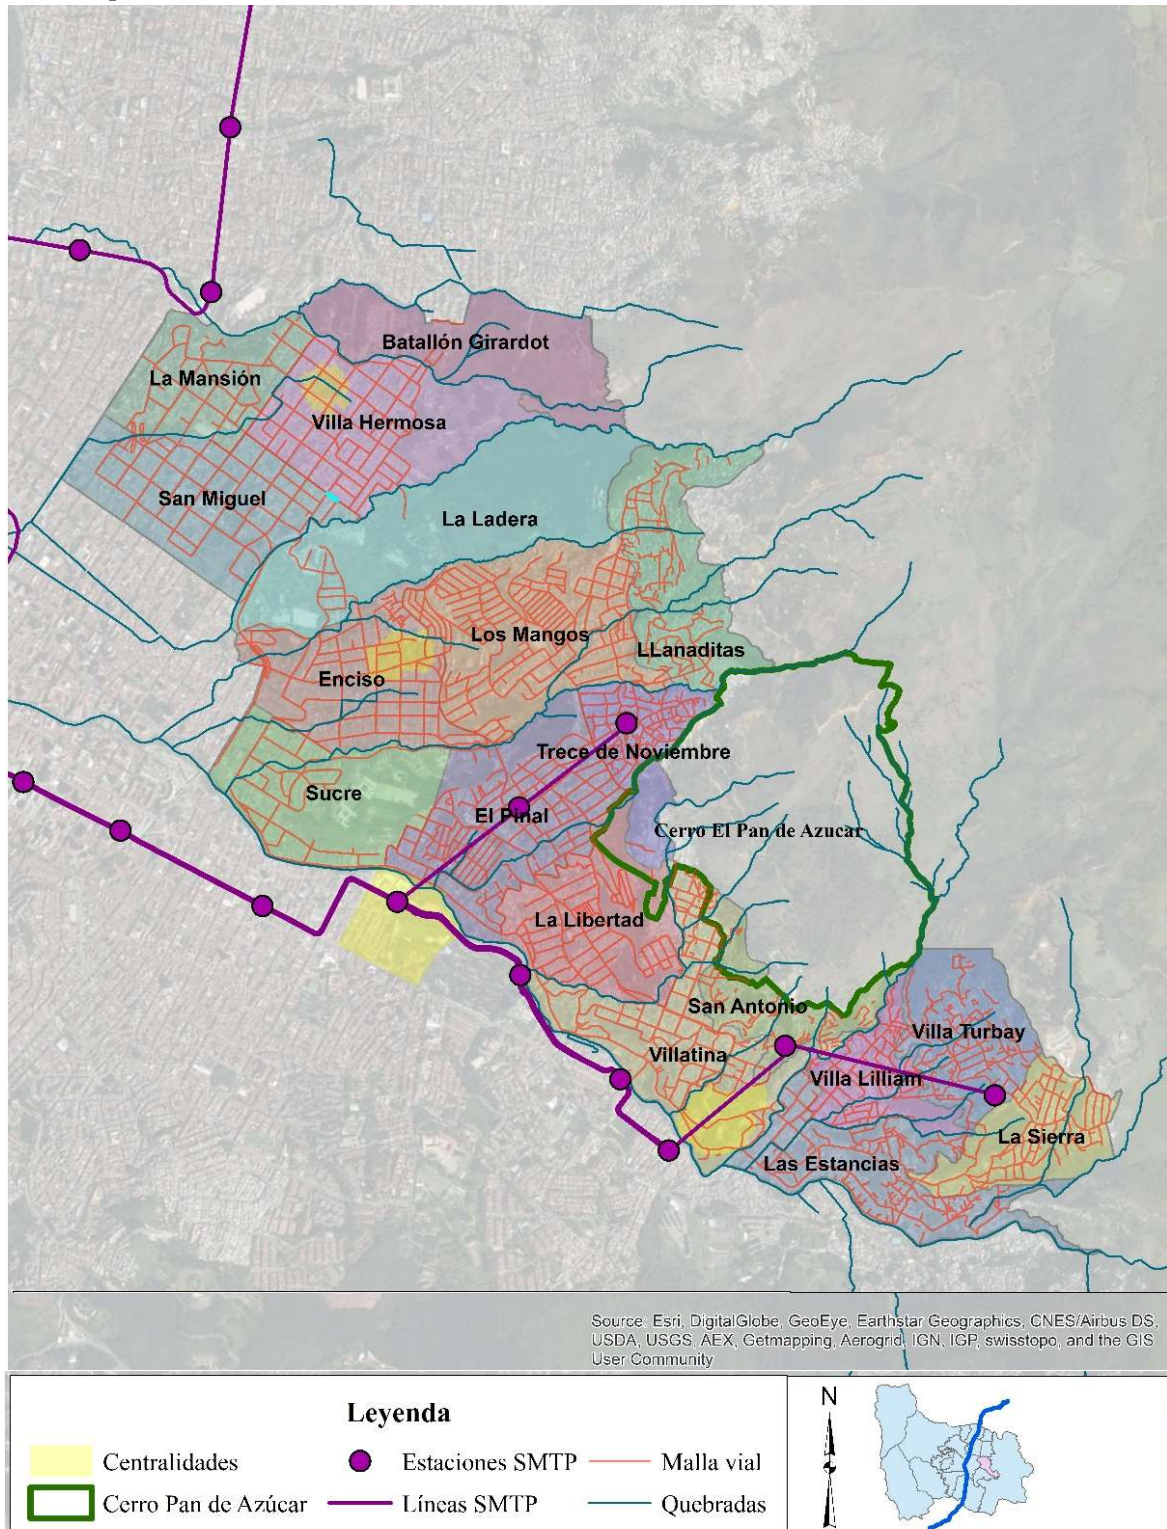 Batallón Girardot
La Mansión
Villa Hermosa
San Miguel
La Ladera
Los Mangos
LLanaditas
Enciso
Trece de Noviembre
Sucre
El Pinal
Cerro El Pan de Azucar
La Libertad
San Antonio
Villa Turbay
Villatina
Villa Lilliam
La Sierra
Las Estancias
Source: Esri, DigitalGlobe, GeoEye, Earthstar Geographics, CNES/Airbus DS,
USDA, USGS, AEX, Getmapping, Aerogrid, IGN, IGP, swisstopo, and the GIS
User Community
Leyenda
N
Centralidades
Estaciones SMTP
Malla vial
Cerro Pan de Azúcar
Líneas SMTP
Quebradas